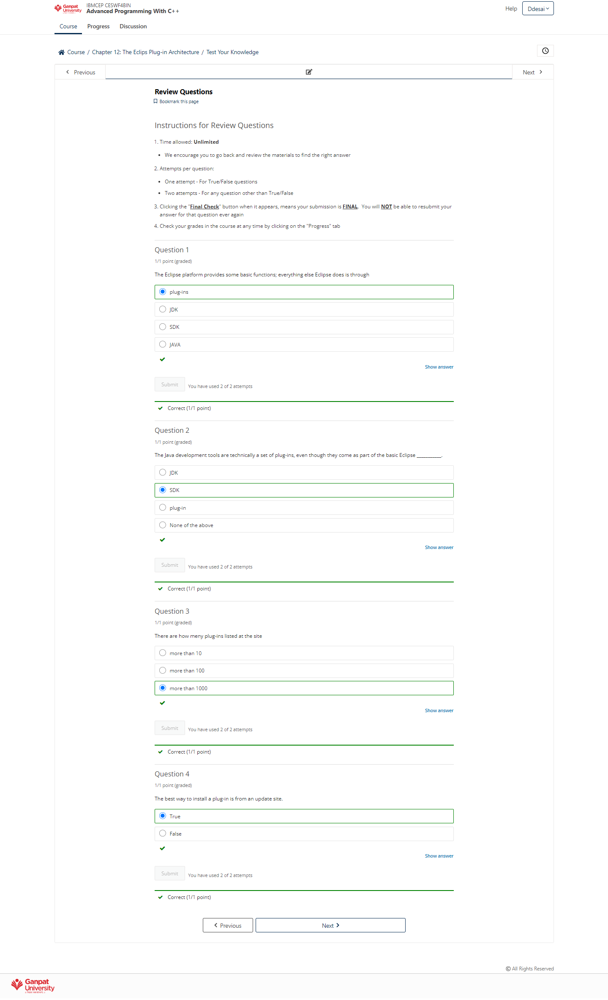 Ganpat
University
IBMCEP CESWF4BIN
Advanced Programming With C++
Help
Ddesai
Course
Progress
Discussion
Course / Chapter 12: The Eclips Plug-in Architecture / Test Your Knowledge
Previous
Next
Review Questions
Bookmark this page
Instructions for Review Questions
1. Time allowed: Unlimited
• We encourage you to go back and review the materials to find the right answer
2. Attempts per question:
• One attempt - For True/False questions
• Two attempts - For any question other than True/False
3. Clicking the "Final Check" button when it appears, means your submission is FINAL.  You will NOT be able to resubmit your
answer for that question ever again
4. Check your grades in the course at any time by clicking on the "Progress" tab
Question 1
1/1 point (graded)
The Eclipse platform provides some basic functions; everything else Eclipse does is through
plug-ins
JDK
SDK
JAVA
Show answer
Submit
You have used 2 of 2 attempts
Correct (1/1 point)
Question 2
1/1 point (graded)
The Java development tools are technically a set of plug-ins, even though they come as part of the basic Eclipse ___________.
JDK
SDK
plug-in
None of the above
Show answer
Submit
You have used 2 of 2 attempts
Correct (1/1 point)
Question 3
1/1 point (graded)
There are how meny plug-ins listed at the site
more than 10
more than 100
more than 1000
Show answer
Submit
You have used 2 of 2 attempts
Correct (1/1 point)
Question 4
1/1 point (graded)
The best way to install a plug-in is from an update site.
True
False
Show answer
Submit
You have used 2 of 2 attempts
Correct (1/1 point)
Previous
Next
© All Rights Reserved
Ganpat
University